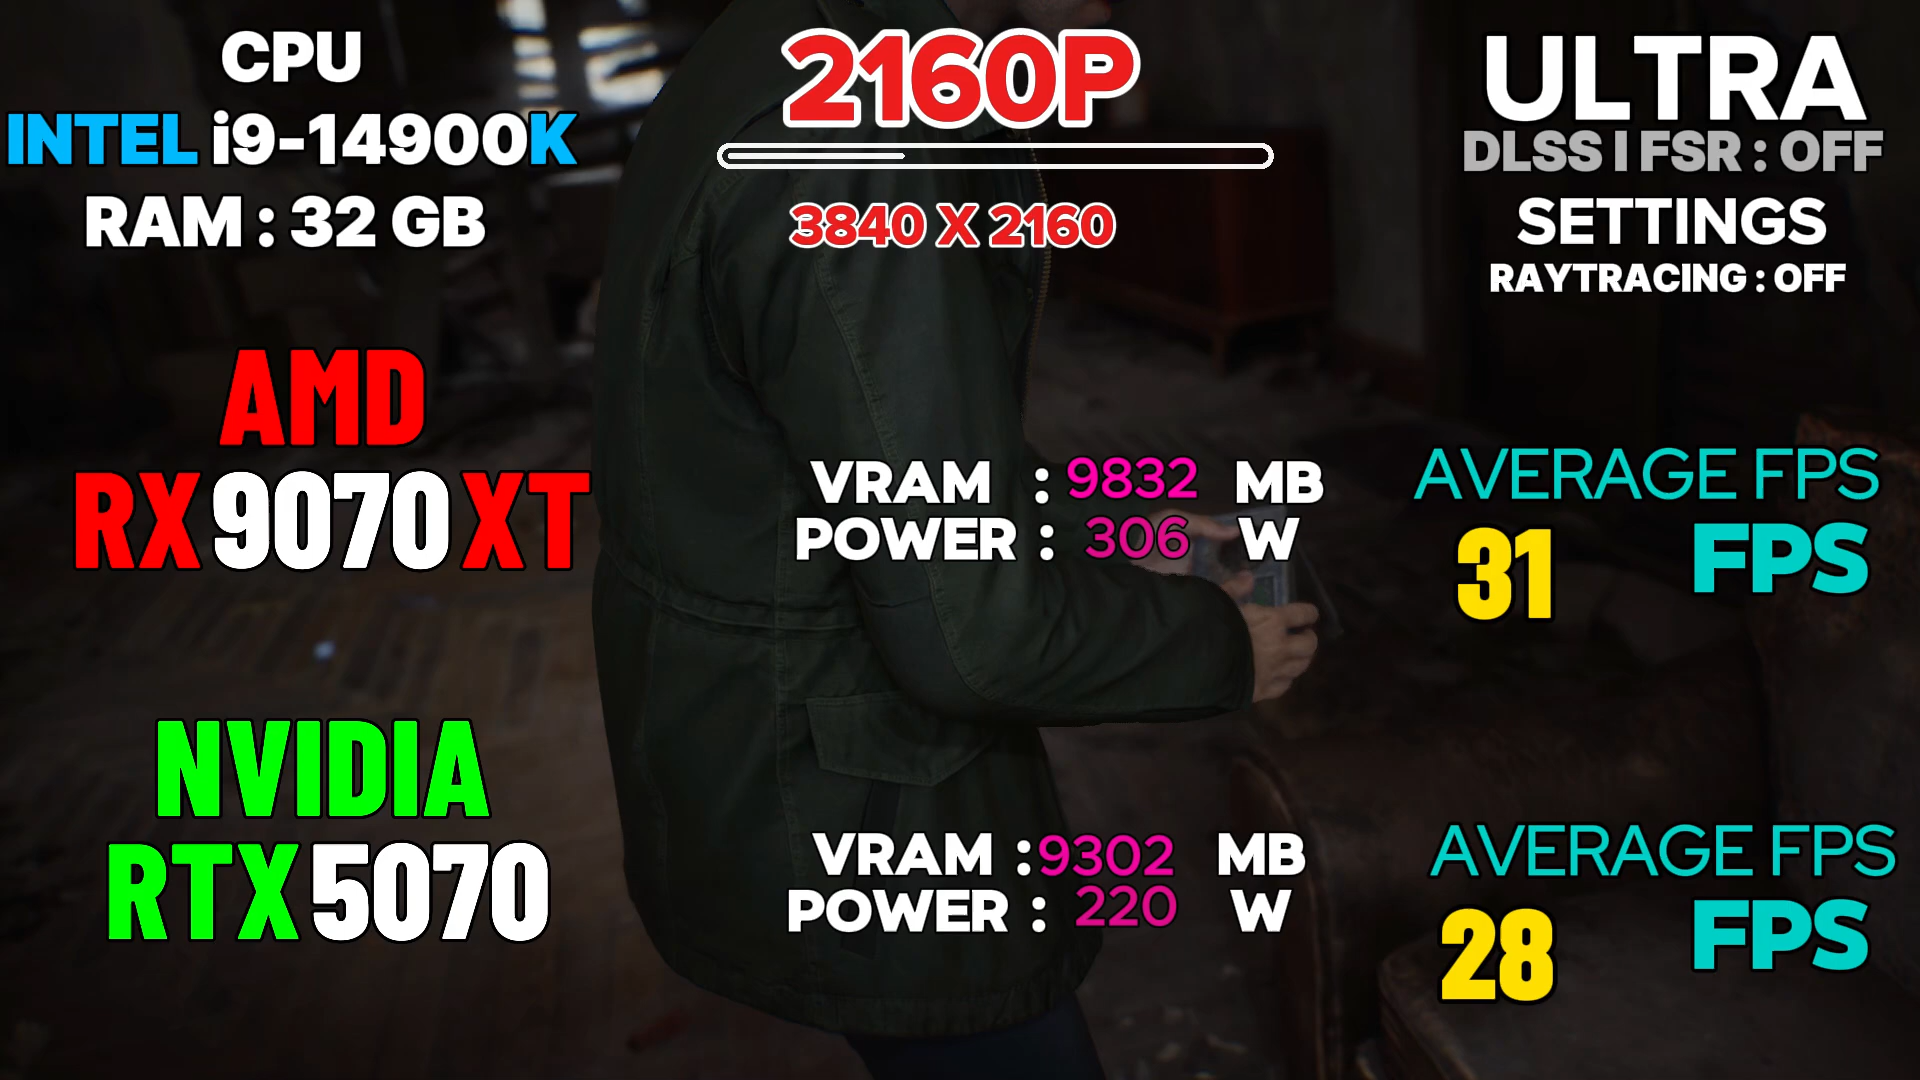 CPU
INTEL i9-14900K
RAM : 32 GB
2160P
3840 X 2160
ULTRA
DLSS | FSR : OFF
SETTINGS
RAYTRACING : OFF
AMD
RX 9070 XT
VRAM : 9832 MB
POWER : 306 W
AVERAGE FPS
31 FPS
NVIDIA
RTX 5070
VRAM : 9302 MB
POWER : 220 W
AVERAGE FPS
28 FPS